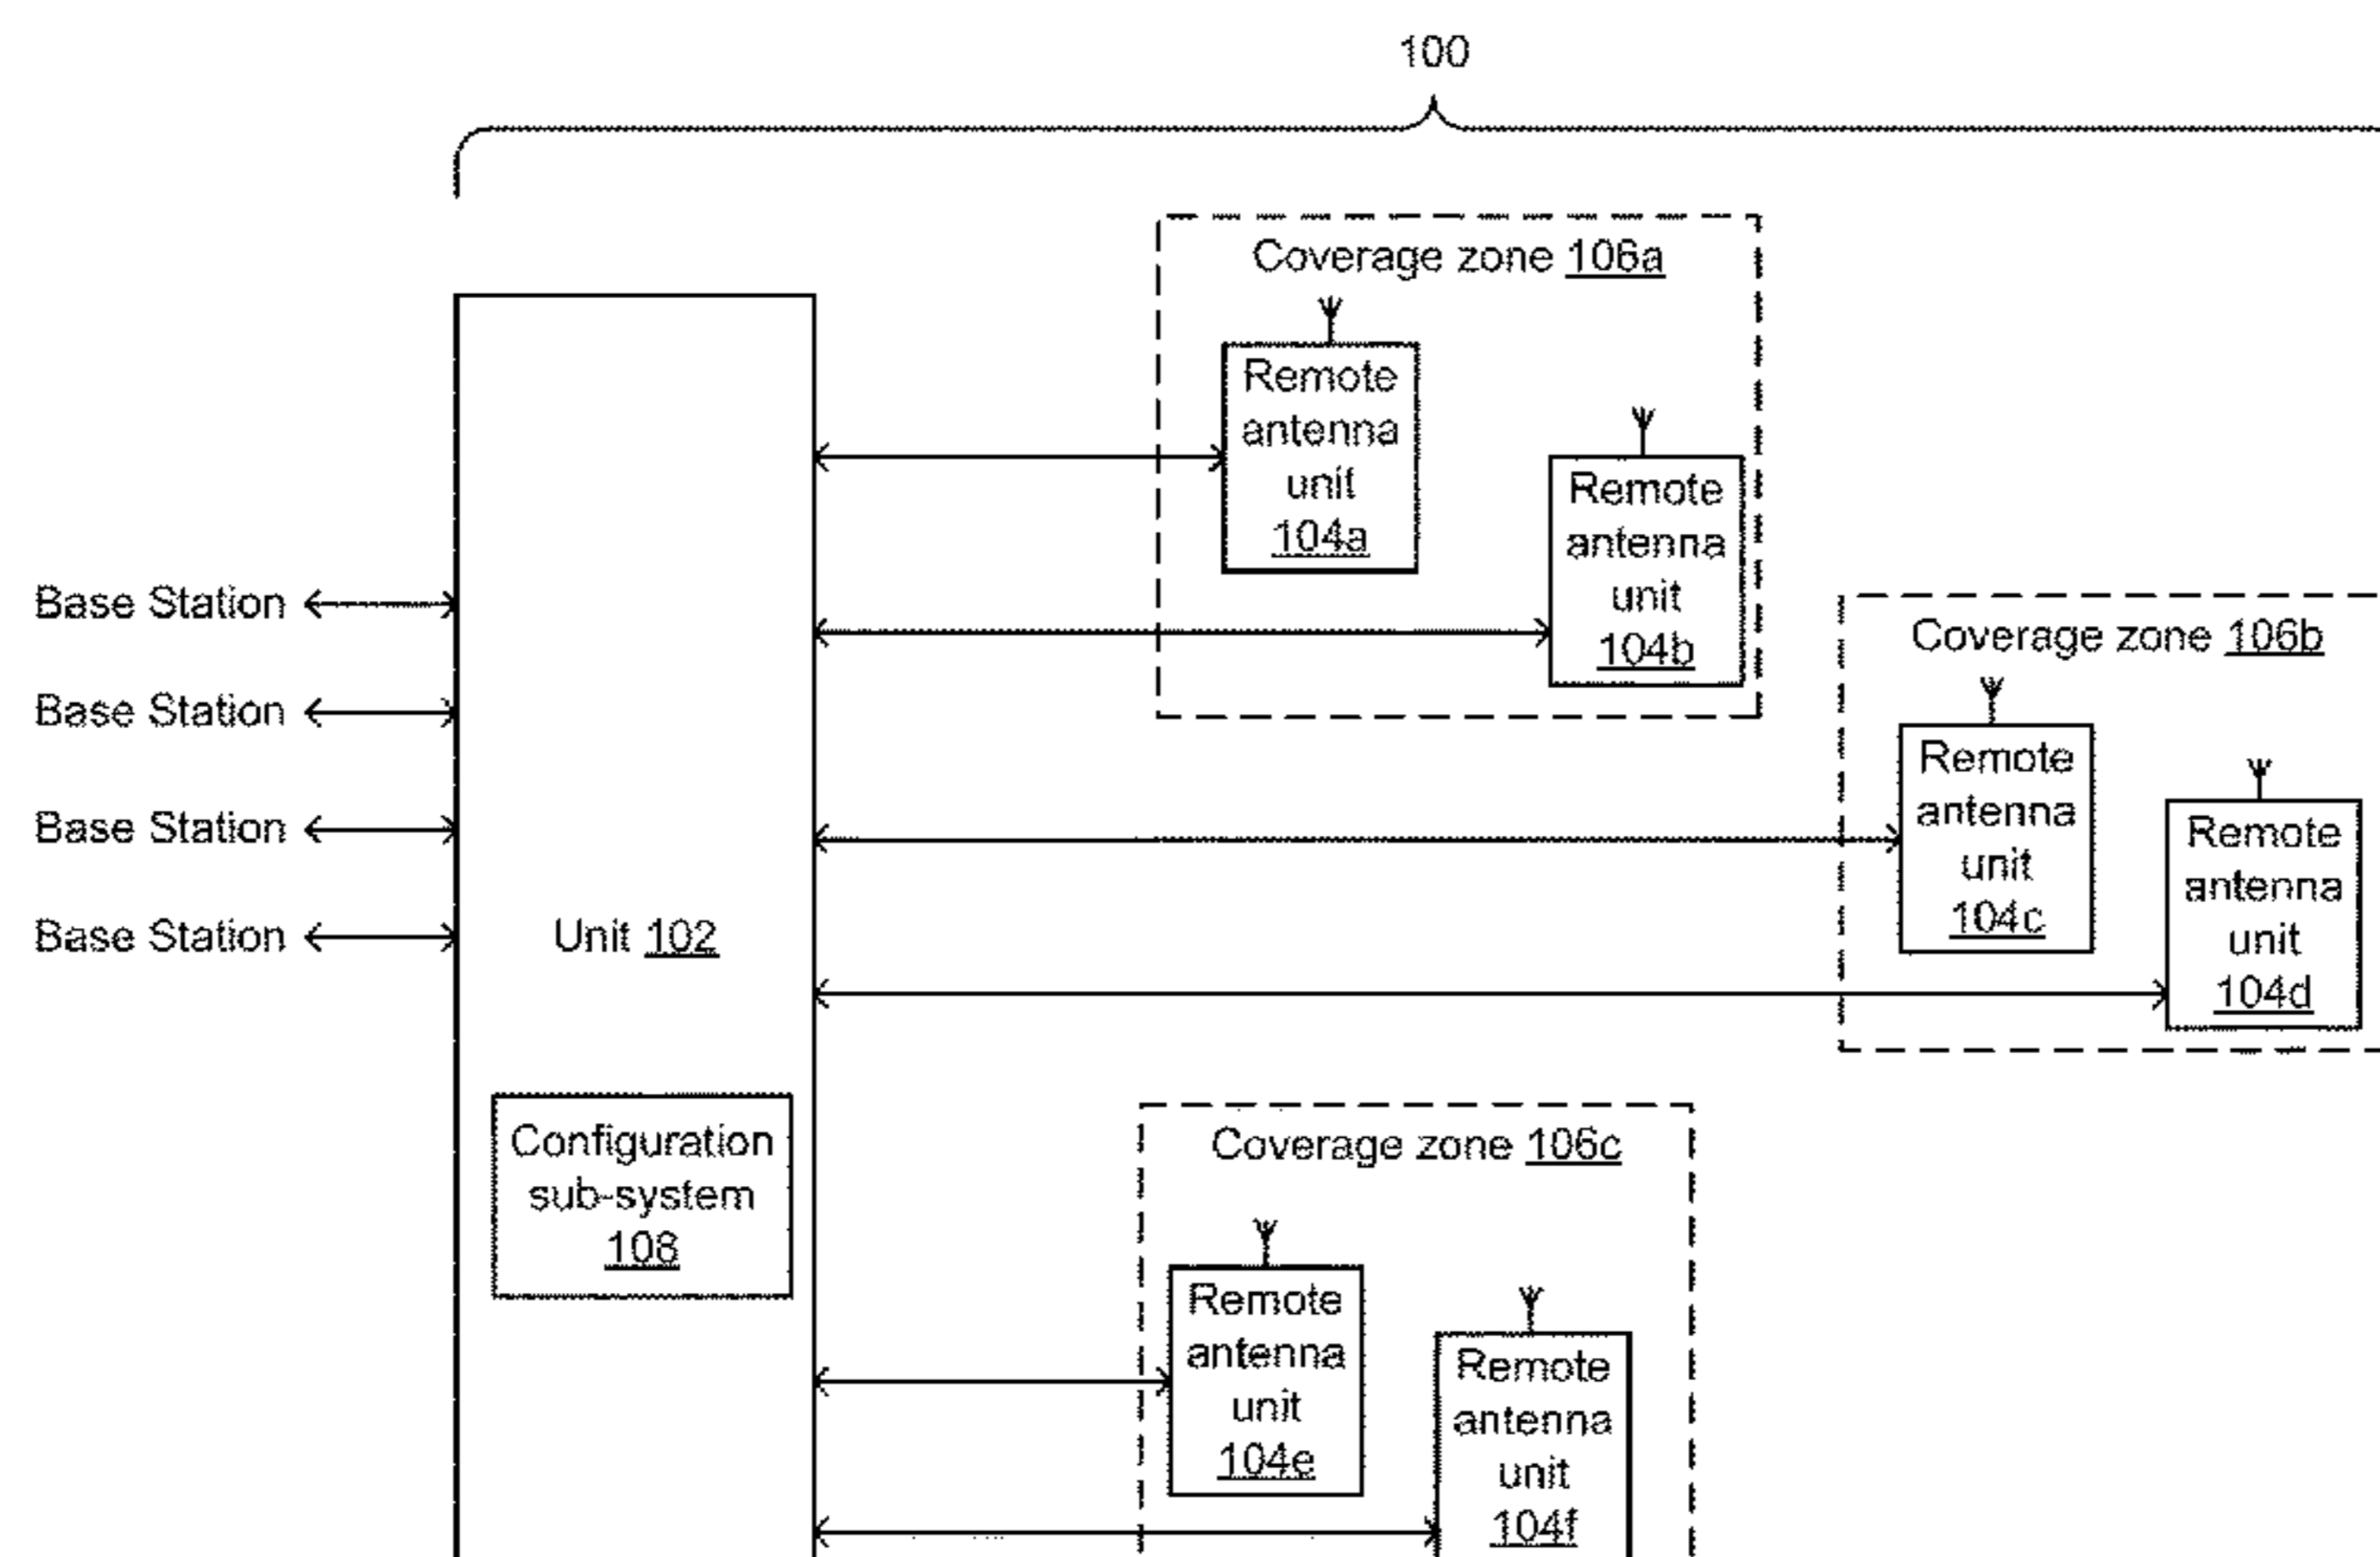 100
Coverage zone 106a
Remote
antenna
unit
104a
Remote
antenna
unit
104b
Base Station
Base Station
Base Station
Base Station
Unit 102
Coverage zone 106b
Remote
antenna
unit
104c
Remote
antenna
unit
104d
Configuration
sub-system
108
Coverage zone 106c
Remote
antenna
unit
104e
Remote
antenna
unit
104f